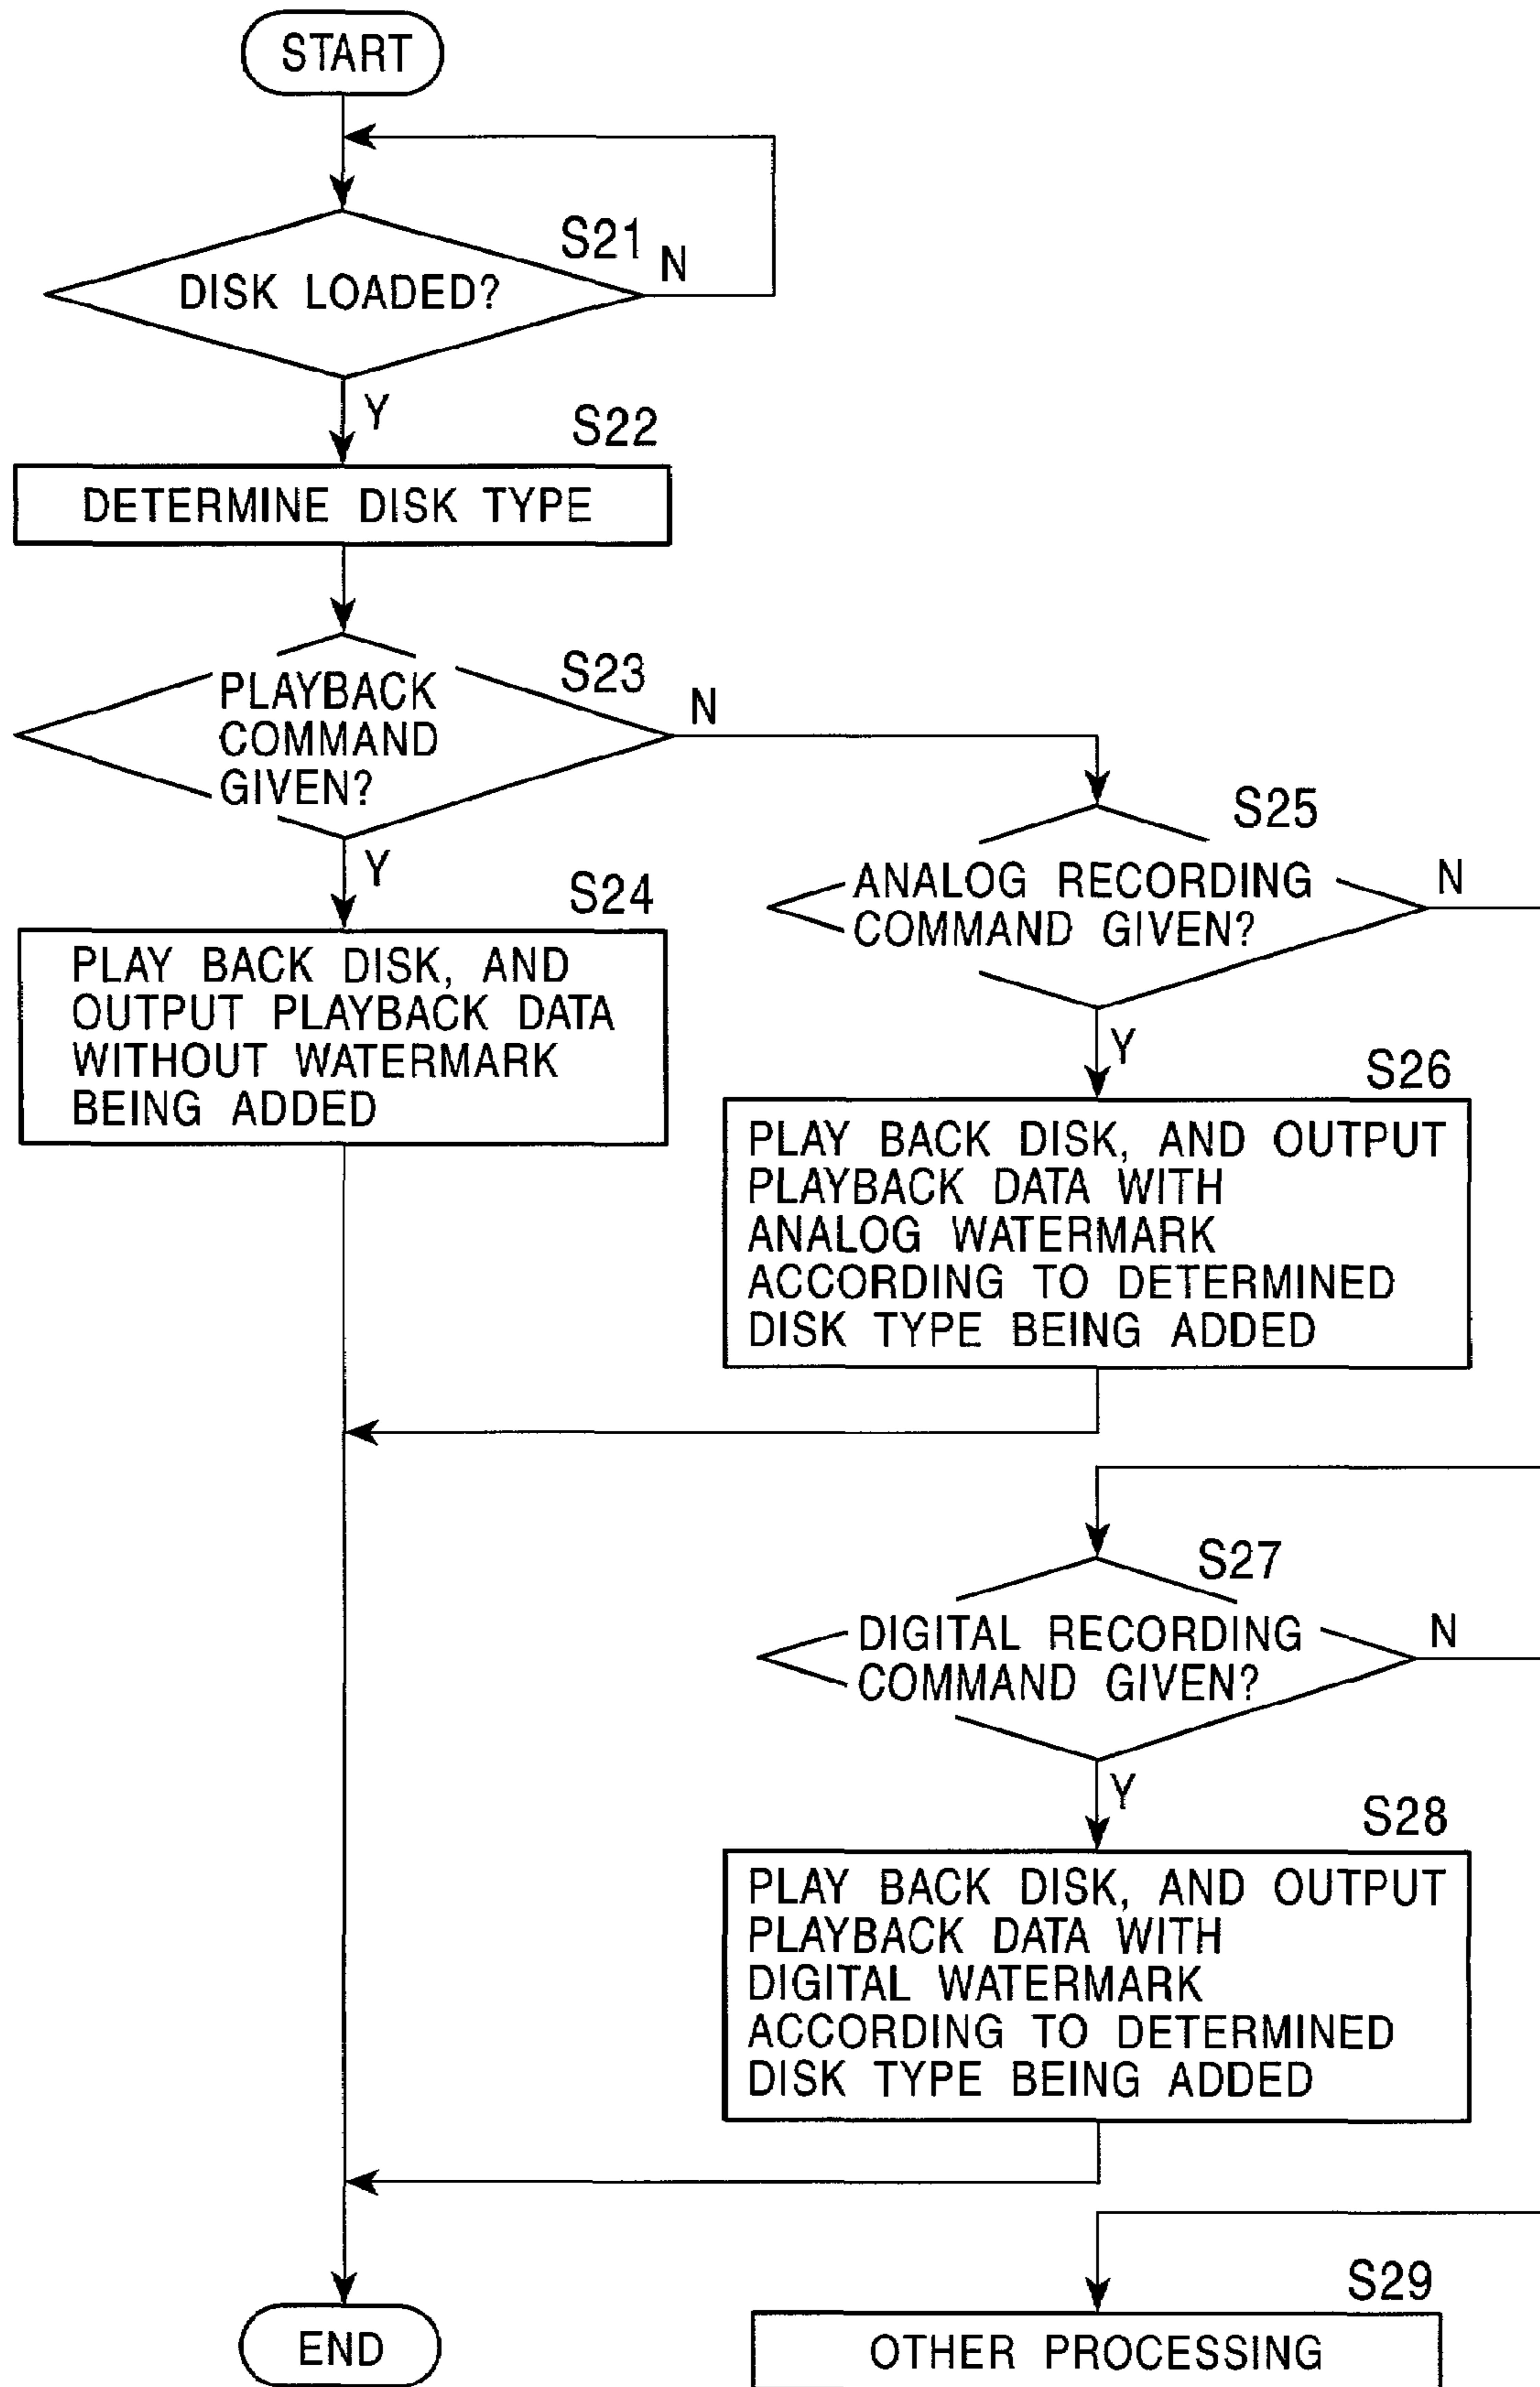 START
S21
N
DISK LOADED?
Y
S22
DETERMINE DISK TYPE
S23
N
PLAYBACK
COMMAND
GIVEN?
Y
S24
PLAY BACK DISK, AND
OUTPUT PLAYBACK DATA
WITHOUT WATERMARK
BEING ADDED
S25
N
ANALOG RECORDING
COMMAND GIVEN?
Y
S26
PLAY BACK DISK, AND OUTPUT
PLAYBACK DATA WITH
ANALOG WATERMARK
ACCORDING TO DETERMINED
DISK TYPE BEING ADDED
S27
N
DIGITAL RECORDING
COMMAND GIVEN?
Y
S28
PLAY BACK DISK, AND OUTPUT
PLAYBACK DATA WITH
DIGITAL WATERMARK
ACCORDING TO DETERMINED
DISK TYPE BEING ADDED
S29
OTHER PROCESSING
END